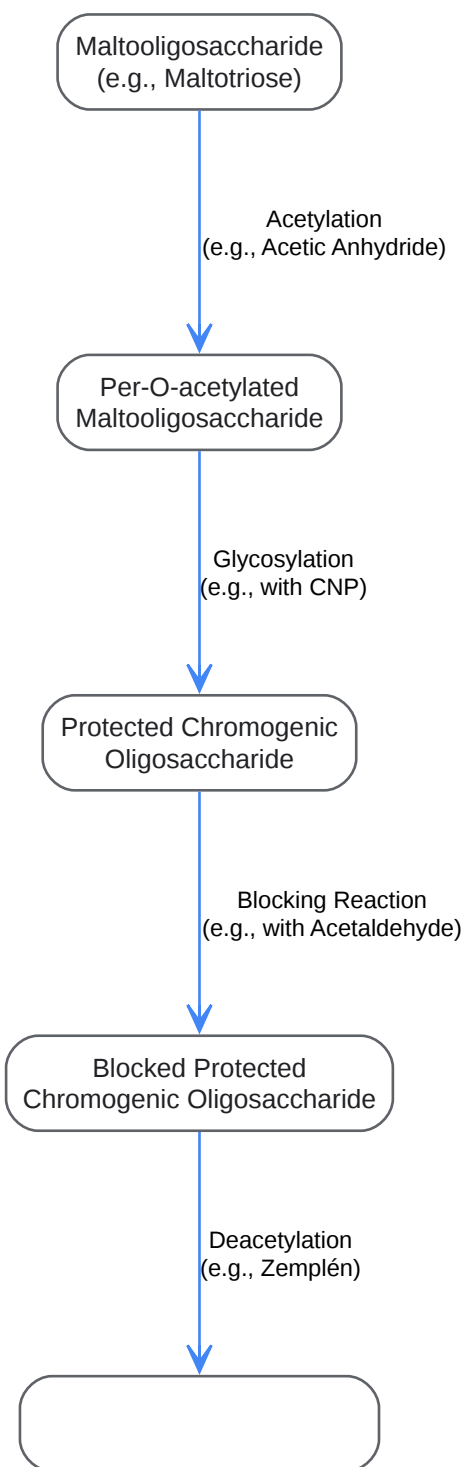 Maltooligosaccharide
(e.g., Maltotriose)
Acetylation
(e.g., Acetic Anhydride)
Per-O-acetylated
Maltooligosaccharide
Glycosylation
(e.g., with CNP)
Protected Chromogenic
Oligosaccharide
Blocking Reaction
(e.g., with Acetaldehyde)
Blocked Protected
Chromogenic Oligosaccharide
Deacetylation
(e.g., Zemplén)